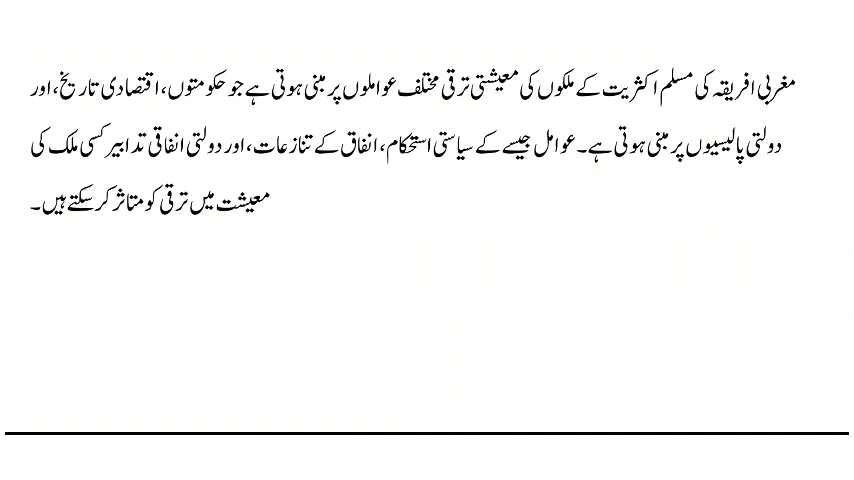 مغربی افریقہ کی مسلم اکثریت کے ملکوں کی معیشتی ترقی مختلف عواملوں پر مبنی ہوتی ہے جو حکومتوں، اقتصادی تاریخ، اور
دولتی پالیسیوں پر مبنی ہوتی ہے۔ عوامل جیسے کے سیاستی استحکام، انفاق کے تنازعات، اور دولتی انفاقی تدابیر کسی ملک کی
معیشت میں ترقی کو متاثر کر سکتے ہیں۔